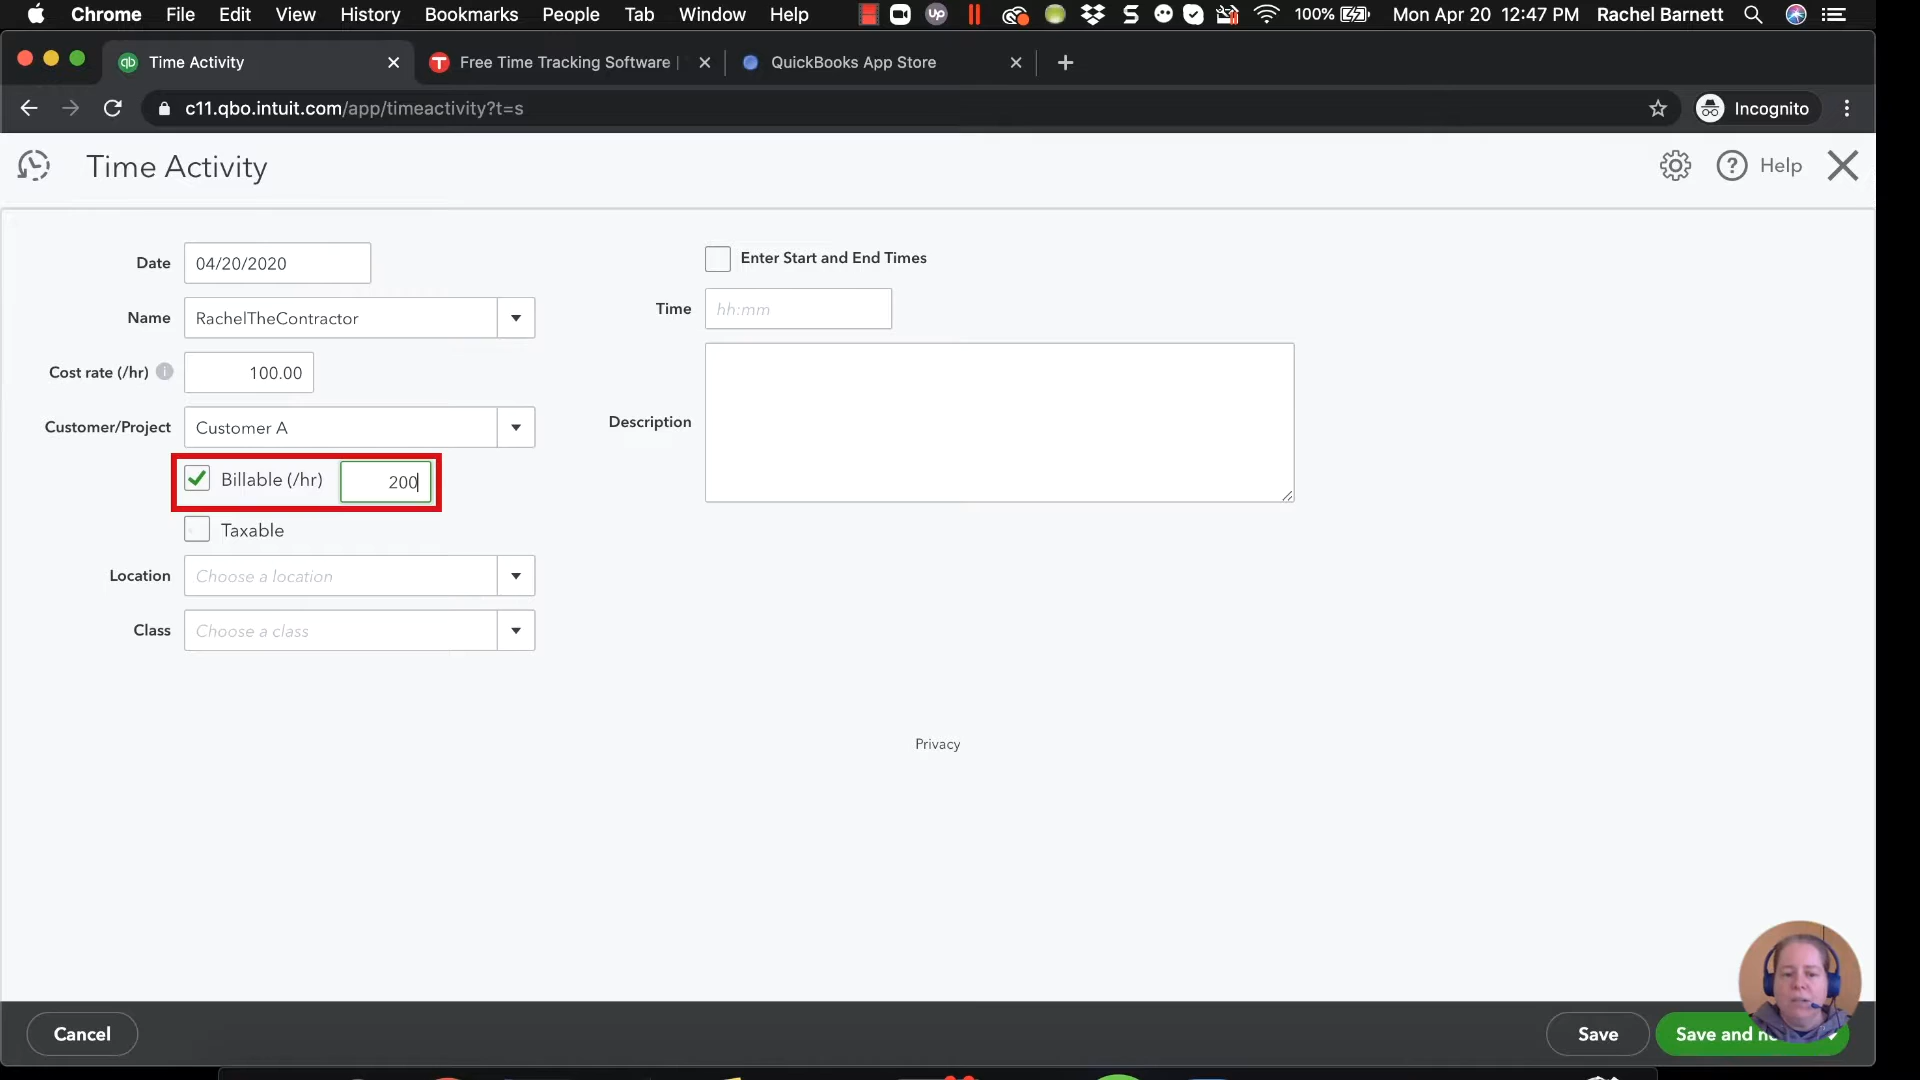 Chrome File Edit View History Bookmarks People Tab Window Help Up 100% Mon Apr 20 12:47 PM Rachel Barnett
qb Time Activity T Free Time Tracking Software | QuickBooks App Store
c11.qbo.intuit.com/app/timeactivity?t=s Incognito
Time Activity Help
Date 04/20/2020 Enter Start and End Times
Name RachelTheContractor Time hh:mm
Cost rate (/hr) 100.00
Customer/Project Customer A Description
Billable (/hr) 200
Taxable
Location Choose a location
Class Choose a class
Privacy
Cancel Save Save and